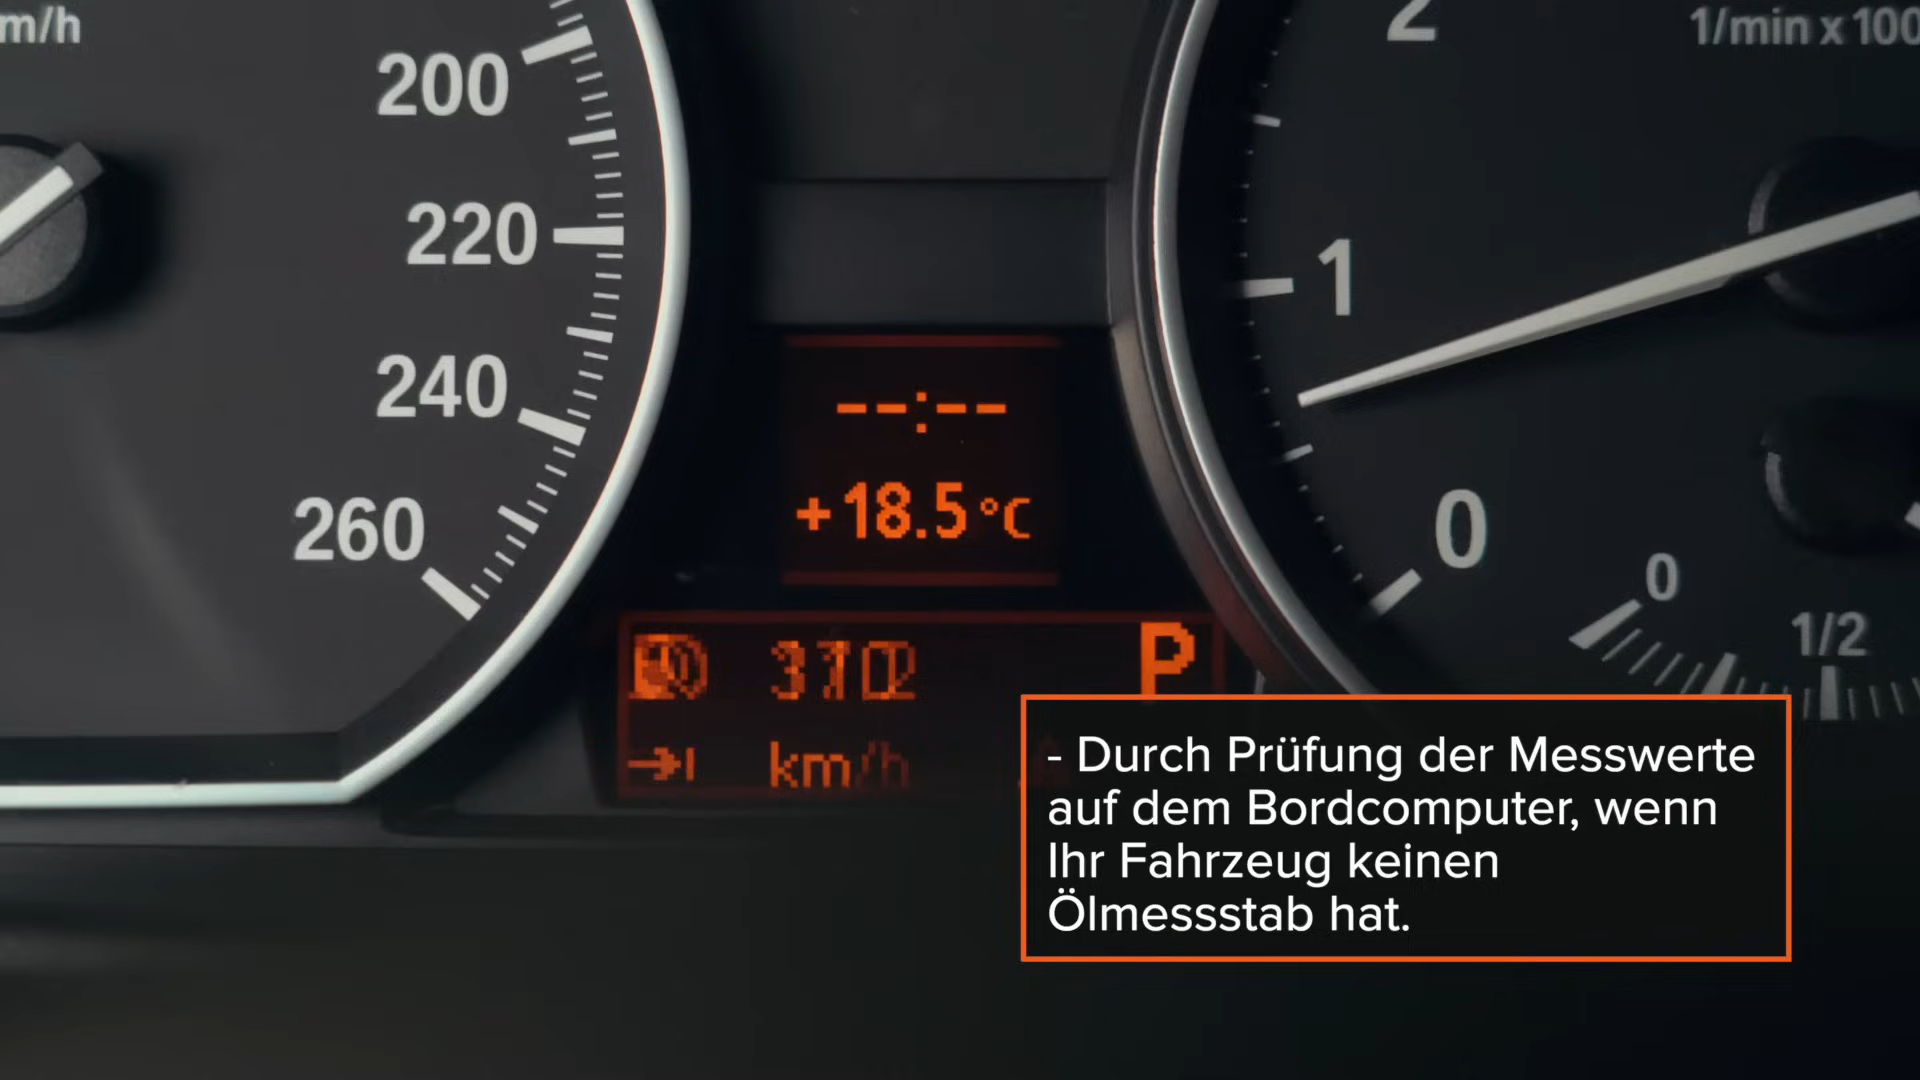 m/h
200
220
240
260
2
1/min x 100
1
0
0
1/2
--:--
+18.5 °C
P
km/h
- Durch Prüfung der Messwerte
auf dem Bordcomputer, wenn
Ihr Fahrzeug keinen
Ölmessstab hat.